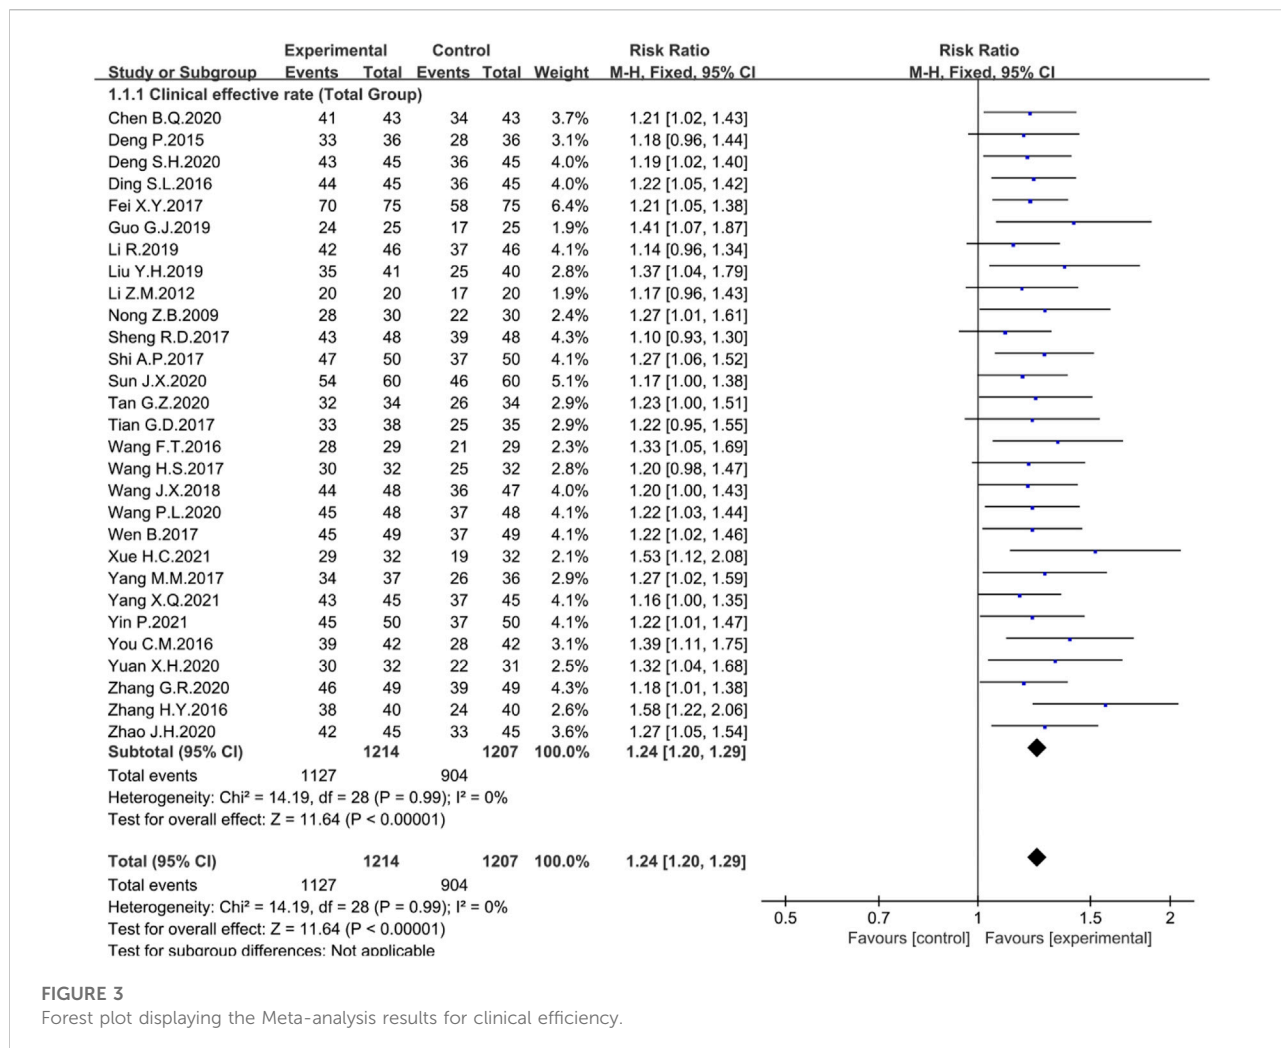 Experimental Control Risk Ratio Risk Ratio
Study or Subgroup Events Total Events Total Weight M-H, Fixed, 95% CI M-H, Fixed, 95% CI
1.1.1 Clinical effective rate (Total Group)
Chen B.Q.2020 41 43 34 43 3.7% 1.21 [1.02, 1.43]
Deng P.2015 33 36 28 36 3.1% 1.18 [0.96, 1.44]
Deng S.H.2020 43 45 36 45 4.0% 1.19 [1.02, 1.40]
Ding S.L.2016 44 45 36 45 4.0% 1.22 [1.05, 1.42]
Fei X.Y.2017 70 75 58 75 6.4% 1.21 [1.05, 1.38]
Guo G.J.2019 24 25 17 25 1.9% 1.41 [1.07, 1.87]
Li R.2019 42 46 37 46 4.1% 1.14 [0.96, 1.34]
Liu Y.H.2019 35 41 25 40 2.8% 1.37 [1.04, 1.79]
Li Z.M.2012 20 20 17 20 1.9% 1.17 [0.96, 1.43]
Nong Z.B.2009 28 30 22 30 2.4% 1.27 [1.01, 1.61]
Sheng R.D.2017 43 48 39 48 4.3% 1.10 [0.93, 1.30]
Shi A.P.2017 47 50 37 50 4.1% 1.27 [1.06, 1.52]
Sun J.X.2020 54 60 46 60 5.1% 1.17 [1.00, 1.38]
Tan G.Z.2020 32 34 26 34 2.9% 1.23 [1.00, 1.51]
Tian G.D.2017 33 38 25 35 2.9% 1.22 [0.95, 1.55]
Wang F.T.2016 28 29 21 29 2.3% 1.33 [1.05, 1.69]
Wang H.S.2017 30 32 25 32 2.8% 1.20 [0.98, 1.47]
Wang J.X.2018 44 48 36 47 4.0% 1.20 [1.00, 1.43]
Wang P.L.2020 45 48 37 48 4.1% 1.22 [1.03, 1.44]
Wen B.2017 45 49 37 49 4.1% 1.22 [1.02, 1.46]
Xue H.C.2021 29 32 19 32 2.1% 1.53 [1.12, 2.08]
Yang M.M.2017 34 37 26 36 2.9% 1.27 [1.02, 1.59]
Yang X.Q.2021 43 45 37 45 4.1% 1.16 [1.00, 1.35]
Yin P.2021 45 50 37 50 4.1% 1.22 [1.01, 1.47]
You C.M.2016 39 42 28 42 3.1% 1.39 [1.11, 1.75]
Yuan X.H.2020 30 32 22 31 2.5% 1.32 [1.04, 1.68]
Zhang G.R.2020 46 49 39 49 4.3% 1.18 [1.01, 1.38]
Zhang H.Y.2016 38 40 24 40 2.6% 1.58 [1.22, 2.06]
Zhao J.H.2020 42 45 33 45 3.6% 1.27 [1.05, 1.54]
Subtotal (95% CI) 1214 1207 100.0% 1.24 [1.20, 1.29]
Total events 1127 904
Heterogeneity: Chi² = 14.19, df = 28 (P = 0.99); I² = 0%
Test for overall effect: Z = 11.64 (P < 0.00001)
Total (95% CI) 1214 1207 100.0% 1.24 [1.20, 1.29]
Total events 1127 904
Heterogeneity: Chi² = 14.19, df = 28 (P = 0.99); I² = 0%
Test for overall effect: Z = 11.64 (P < 0.00001)
Test for subgroup differences: Not applicable
0.5 0.7 1 1.5 2
Favours [control] Favours [experimental]
FIGURE 3
Forest plot displaying the Meta-analysis results for clinical efficiency.